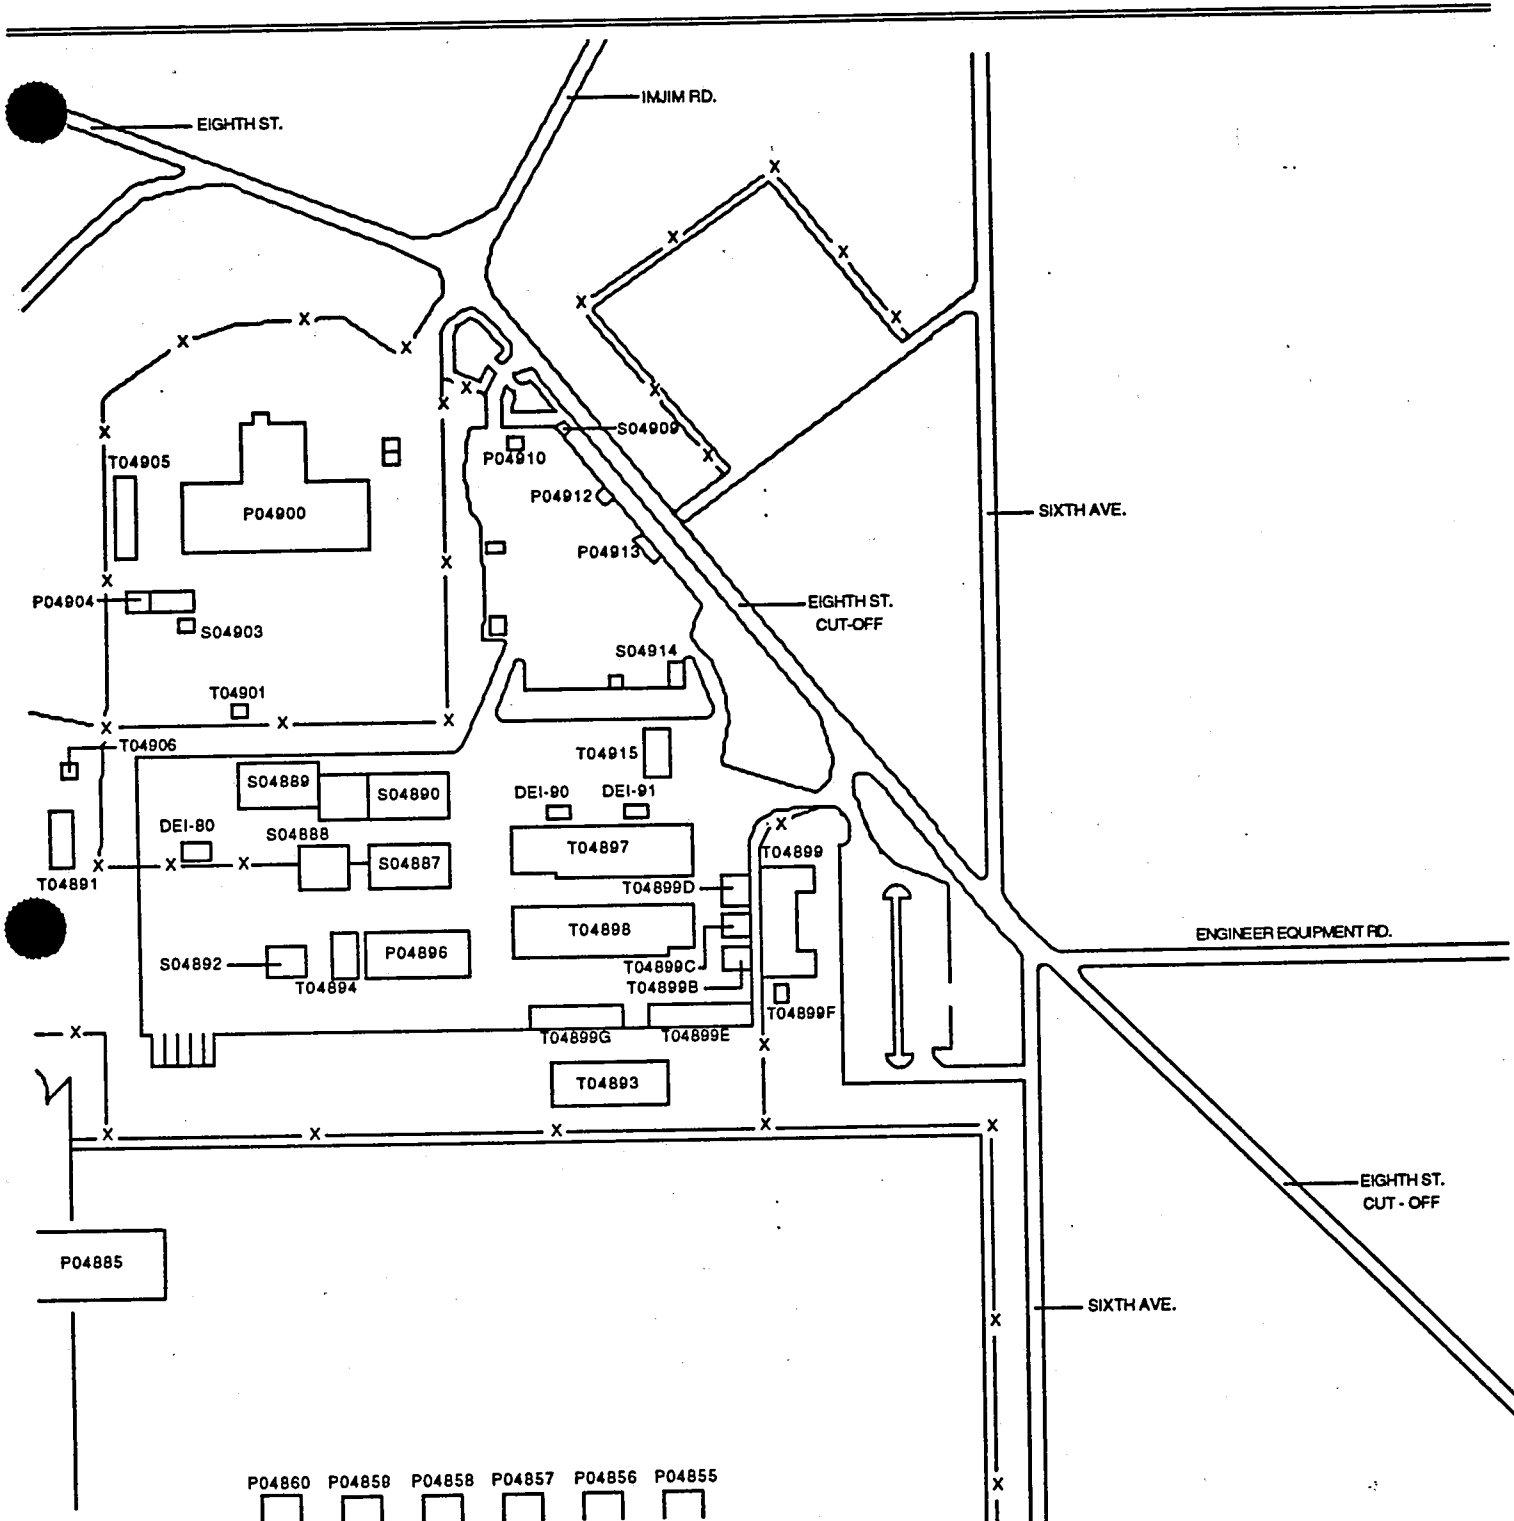 IMJIM RD.
EIGHTH ST.
S04909
T04905
P04910
P04912
P04900
SIXTH AVE.
P04913
P04904
EIGHTH ST.
CUT-OFF
S04903
S04914
T04901
T04906
T04915
S04889
S04890
DEI-90
DEI-91
DEI-80
S04888
T04897
T04899
S04887
T04891
T04899D
T04898
ENGINEER EQUIPMENT RD.
P04896
S04892
T04899C
T04894
T04899B
T04899F
T04899G
T04899E
T04893
EIGHTH ST.
CUT - OFF
P04885
SIXTH AVE.
P04860
P04859
P04858
P04857
P04856
P04855